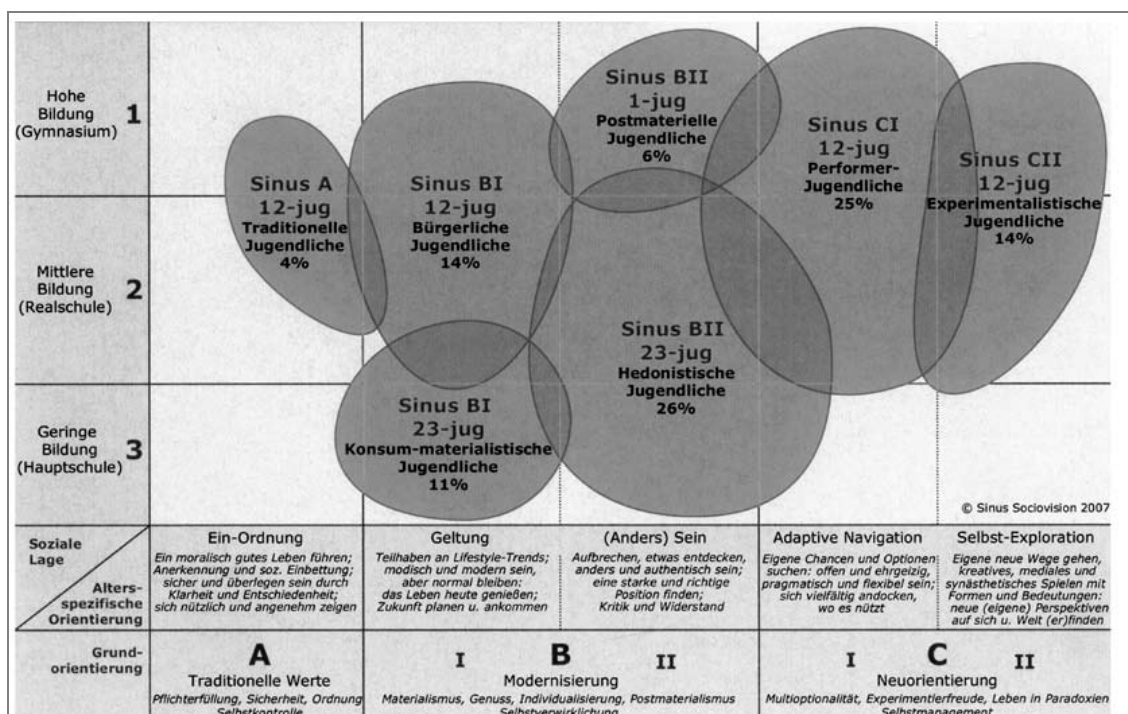 Hohe
Bildung
(Gymnasium)
1
Mittlere
Bildung
(Realschule)
2
Geringe
Bildung
(Hauptschule)
3
Sinus A
12-jug
Traditionelle
Jugendliche
4%
Sinus BI
12-jug
Bürgerliche
Jugendliche
14%
Sinus BII
1-jug
Postmaterielle
Jugendliche
6%
Sinus CI
12-jug
Performer-
Jugendliche
25%
Sinus CII
12-jug
Experimentalistische
Jugendliche
14%
Sinus BI
23-jug
Konsum-materialistische
Jugendliche
11%
Sinus BII
23-jug
Hedonistische
Jugendliche
26%
© Sinus Sociovision 2007
Soziale
Lage
Alters-
spezifische
Orientierung
Ein-Ordnung
Ein moralisch gutes Leben führen;
Anerkennung und soz. Einbettung;
sicher und überlegen sein durch
Klarheit und Entschiedenheit;
sich nützlich und angenehm zeigen
Geltung
Teilhaben an Lifestyle-Trends;
modisch und modern sein,
aber normal bleiben:
das Leben heute genießen;
Zukunft planen u. ankommen
(Anders) Sein
Aufbrechen, etwas entdecken,
anders und authentisch sein;
eine starke und richtige
Position finden;
Kritik und Widerstand
Adaptive Navigation
Eigene Chancen und Optionen
suchen: offen und ehrgeizig,
pragmatisch und flexibel sein;
sich vielfältig andocken,
wo es nützt
Selbst-Exploration
Eigene neue Wege gehen,
kreatives, mediales und
synästhetisches Spielen mit
Formen und Bedeutungen:
neue (eigene) Perspektiven
auf sich u. Welt (er)finden
Grund-
orientierung
A
Traditionelle Werte
Pflichterfüllung, Sicherheit, Ordnung
Selbstkontrolle
I B II
Modernisierung
Materialismus, Genuss, Individualisierung, Postmaterialismus
Selbstverwirklichung
I C II
Neuorientierung
Multioptionalität, Experimentierfreude, Leben in Paradoxien
Selbstmanagement